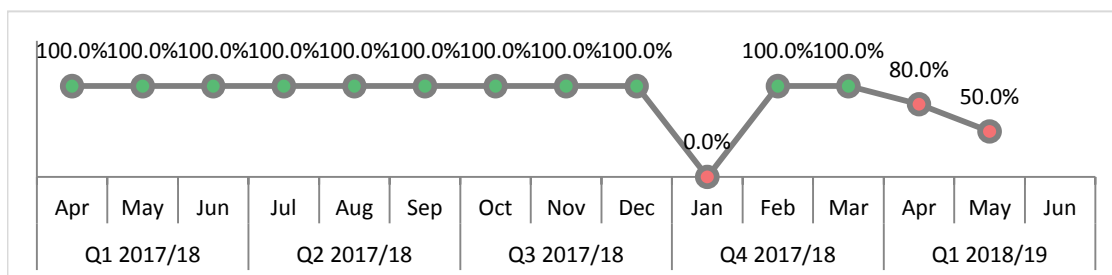 100.0% 100.0% 100.0% 100.0% 100.0% 100.0% 100.0% 100.0% 100.0% 100.0% 100.0%
80.0%
50.0%
0.0%
Apr May Jun Jul Aug Sep Oct Nov Dec Jan Feb Mar Apr May Jun
Q1 2017/18 Q2 2017/18 Q3 2017/18 Q4 2017/18 Q1 2018/19